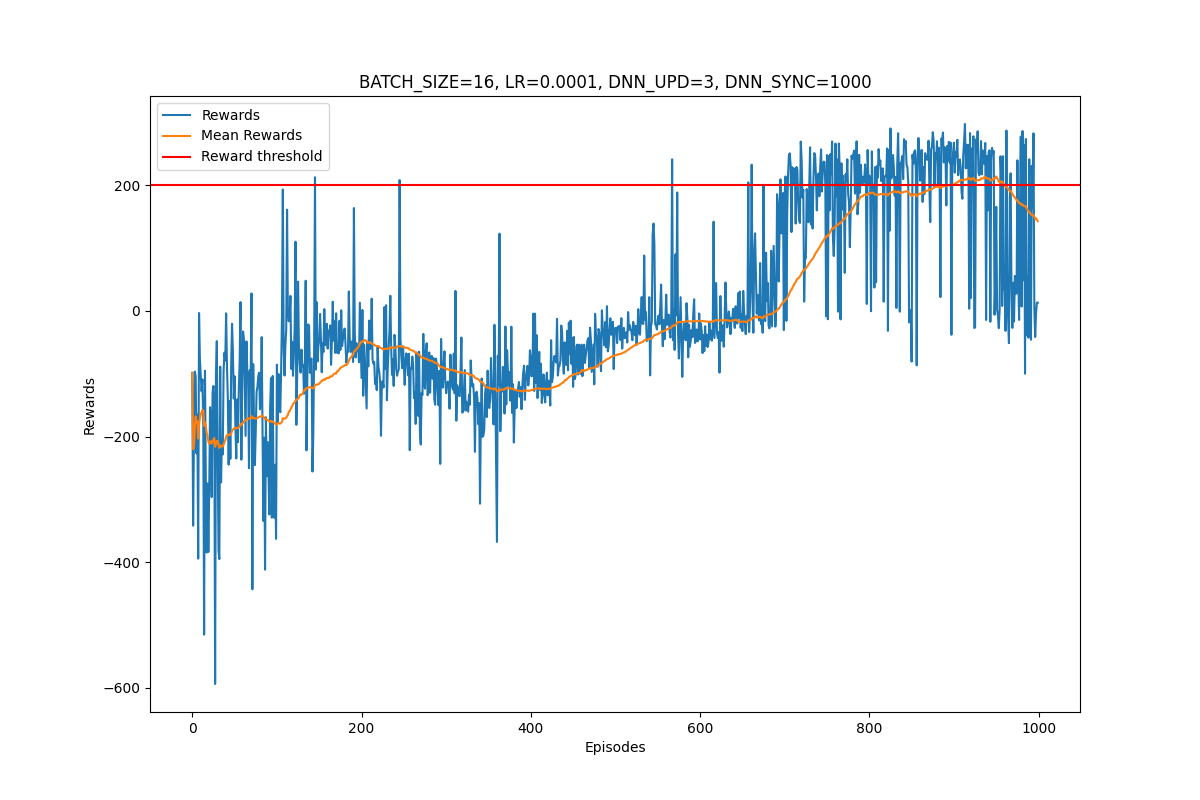 BATCH_SIZE=16, LR=0.0001, DNN_UPD=3, DNN_SYNC=1000
Rewards
Mean Rewards
Reward threshold
200
0
−200
−400
−600
Rewards
0
200
400
600
800
1000
Episodes